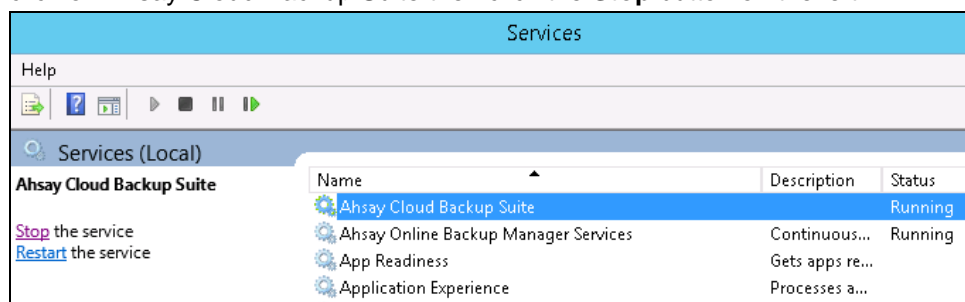 Services
Help
Services (Local)
Ahsay Cloud Backup Suite
Stop the service
Restart the service
Name Description Status
Ahsay Cloud Backup Suite Running
Ahsay Online Backup Manager Services Continuous... Running
App Readiness Gets apps re...
Application Experience Processes a...